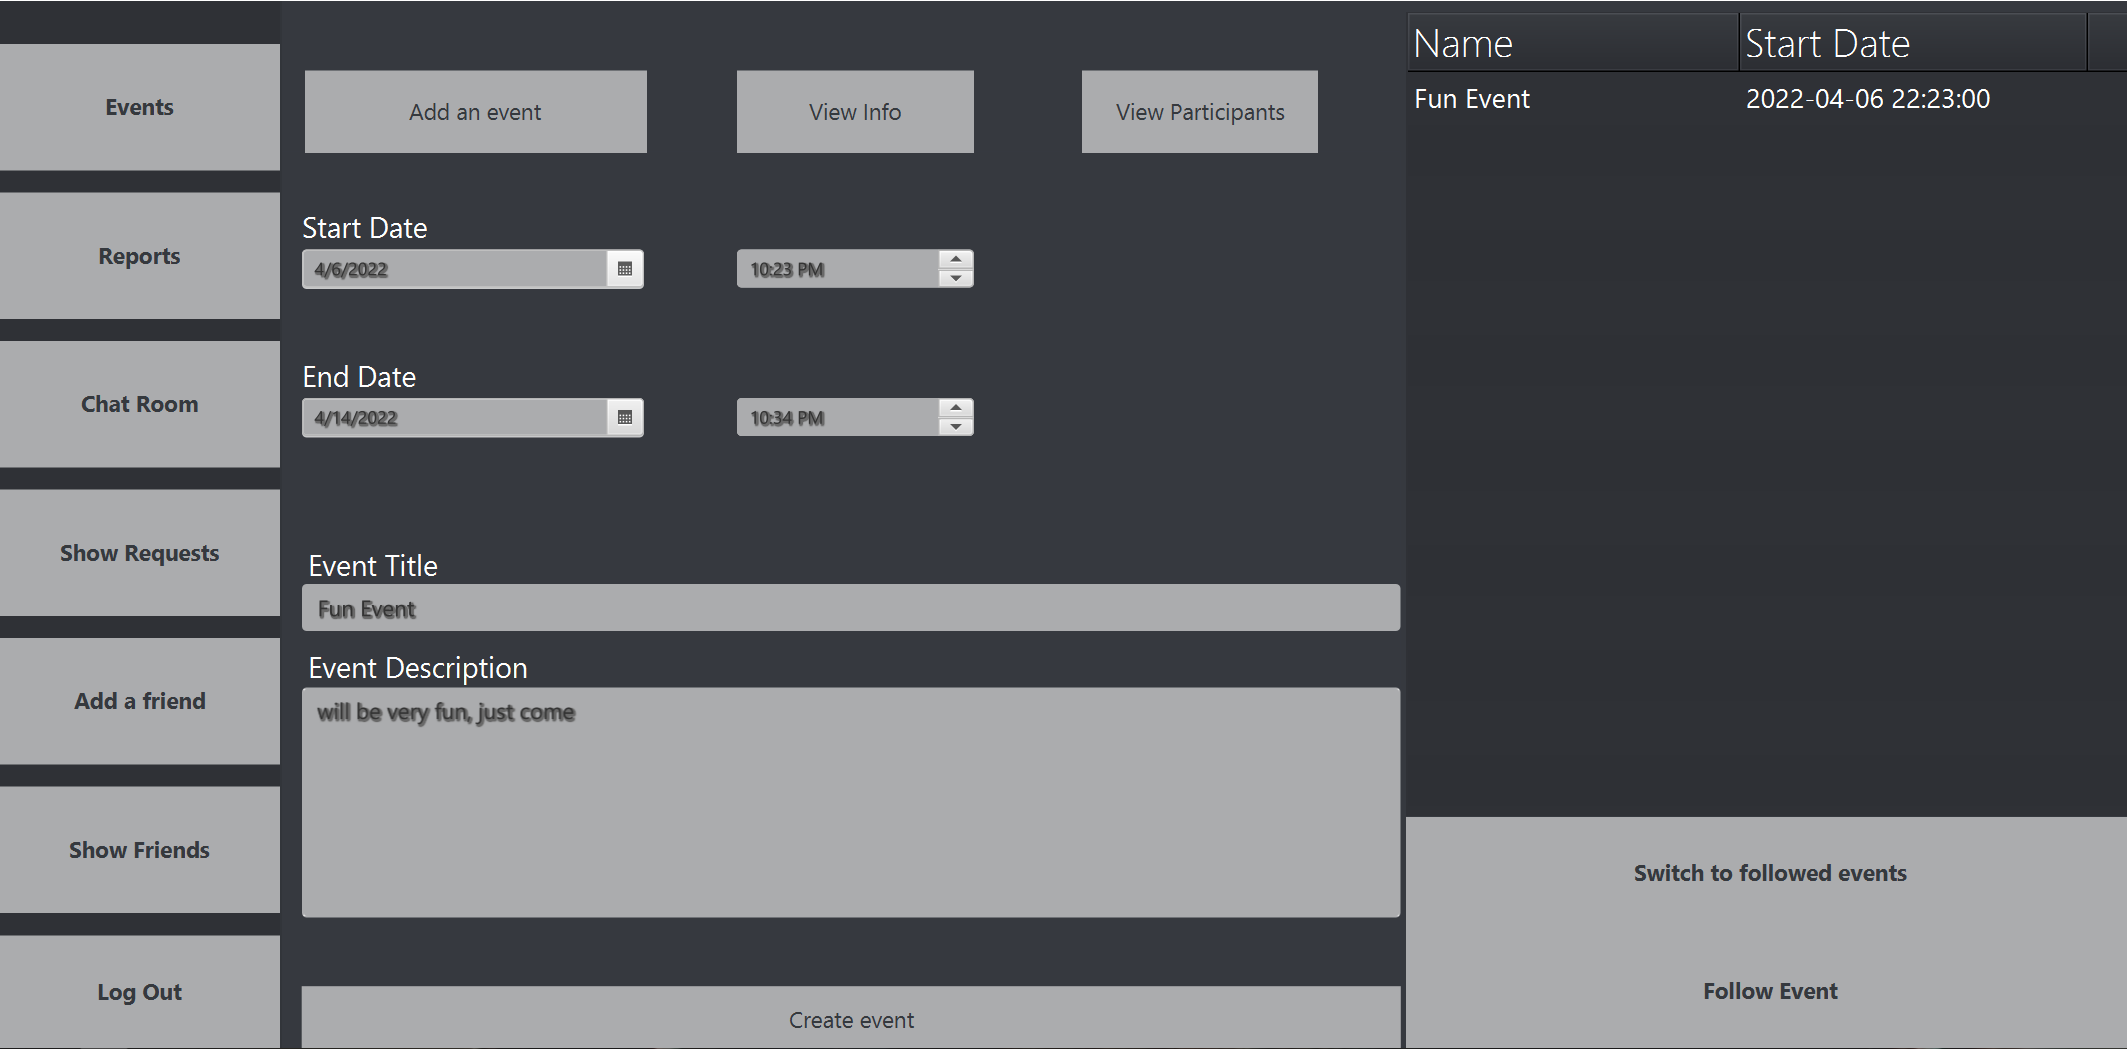 Events
Reports
Chat Room
Show Requests
Add a friend
Show Friends
Log Out
Add an event
View Info
View Participants
Start Date
4/6/2022
10:23 PM
End Date
4/14/2022
10:34 PM
Event Title
Fun Event
Event Description
will be very fun, just come
Create event
Name Start Date
Fun Event 2022-04-06 22:23:00
Switch to followed events
Follow Event